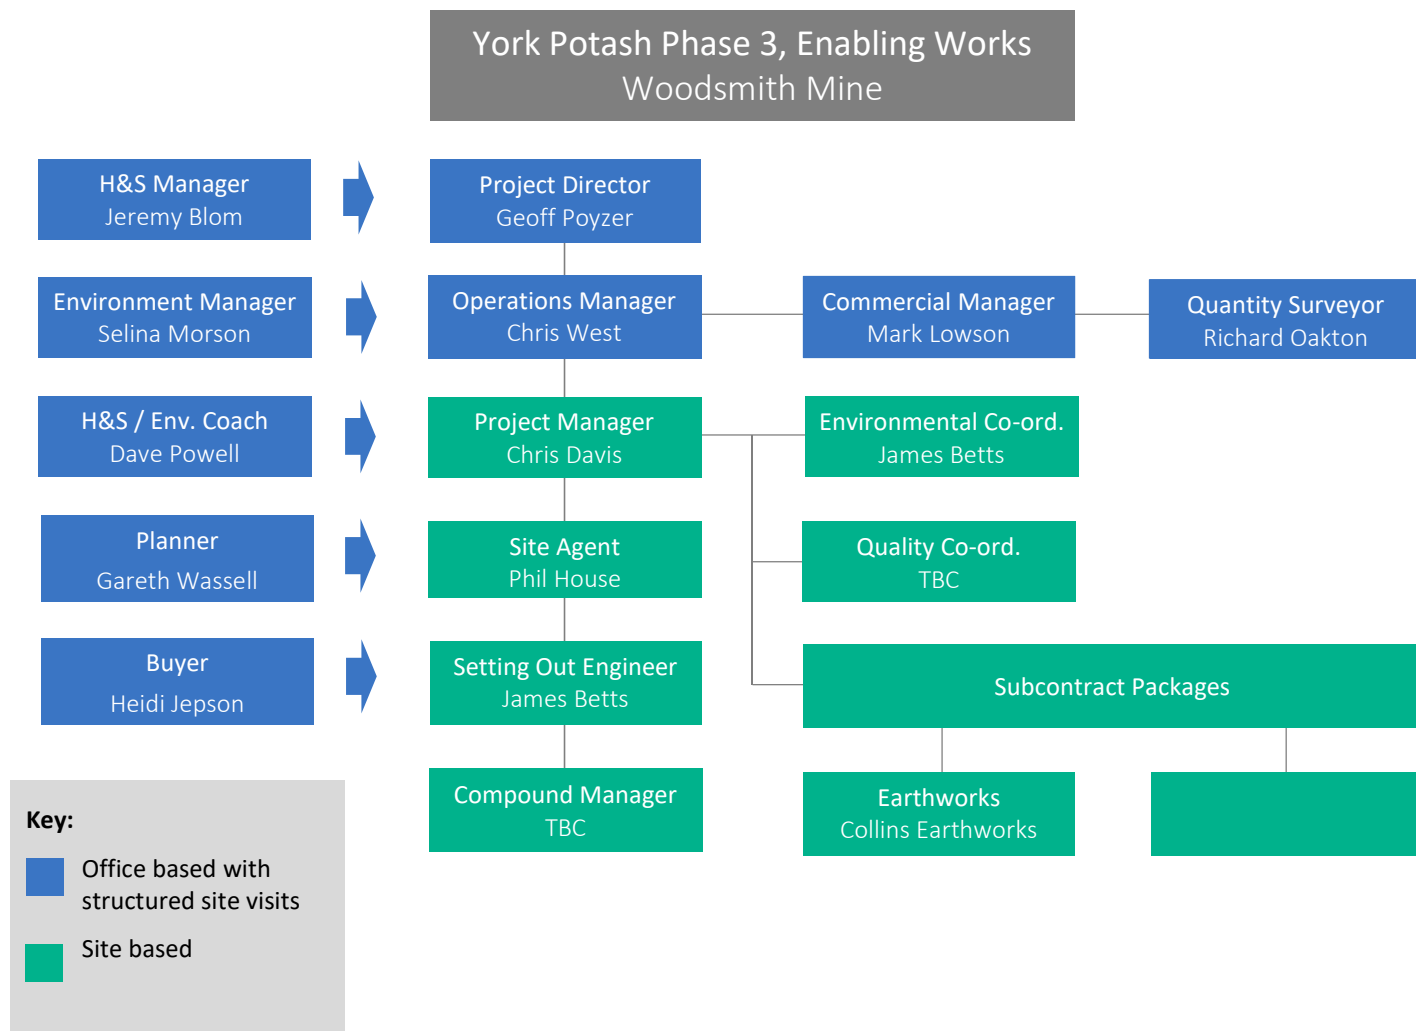 York Potash Phase 3, Enabling Works
Woodsmith Mine
H&S Manager
Jeremy Blom
Project Director
Geoff Poyzer
Environment Manager
Selina Morson
Operations Manager
Chris West
Commercial Manager
Mark Lowson
Quantity Surveyor
Richard Oakton
H&S / Env. Coach
Dave Powell
Project Manager
Chris Davis
Environmental Co-ord.
James Betts
Planner
Gareth Wassell
Site Agent
Phil House
Quality Co-ord.
TBC
Buyer
Heidi Jepson
Setting Out Engineer
James Betts
Subcontract Packages
Compound Manager
TBC
Earthworks
Collins Earthworks
Key:
Office based with
structured site visits
Site based